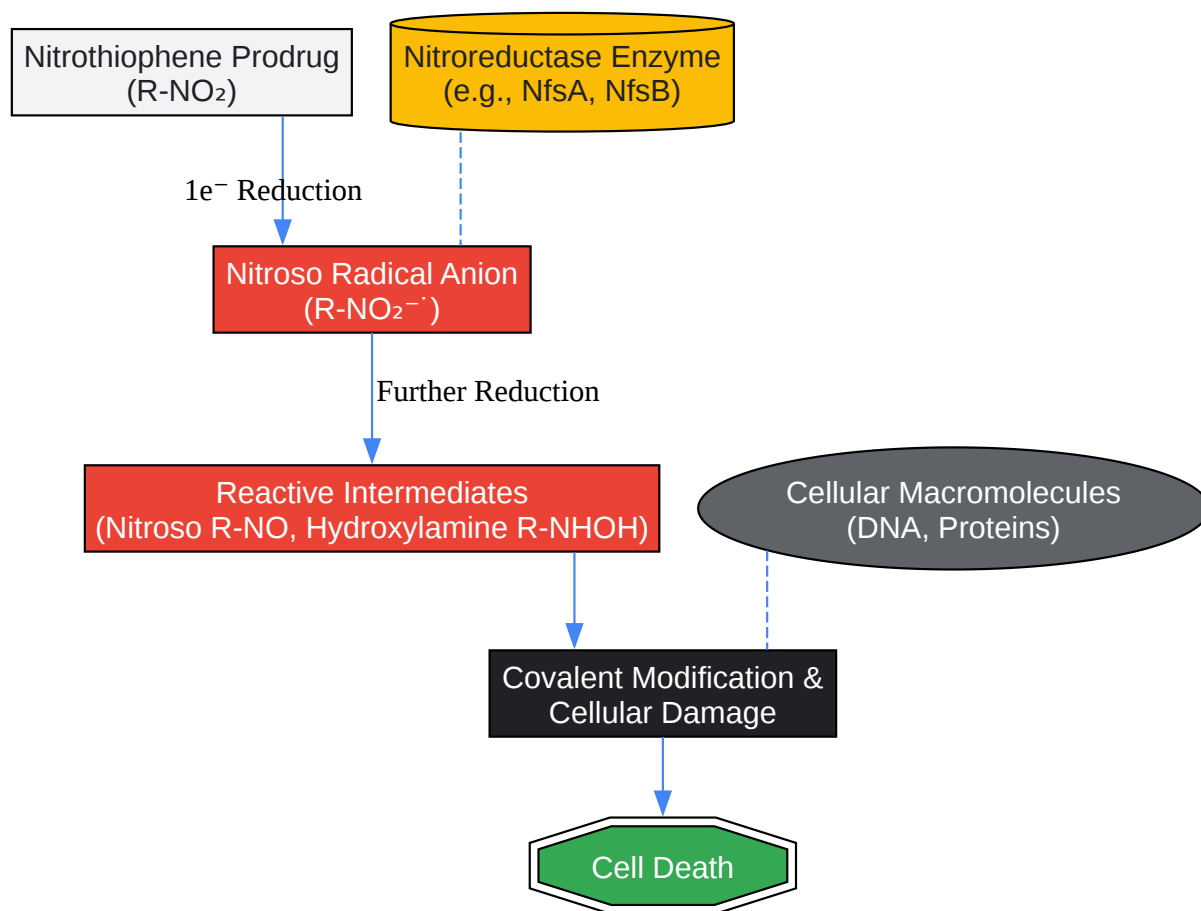 Nitrothiophene Prodrug
(R-NO₂)
Nitroreductase Enzyme
(e.g., NfsA, NfsB)
1e⁻ Reduction
Nitroso Radical Anion
(R-NO₂⁻˙)
Further Reduction
Reactive Intermediates
(Nitroso R-NO, Hydroxylamine R-NHOH)
Cellular Macromolecules
(DNA, Proteins)
Covalent Modification &
Cellular Damage
Cell Death